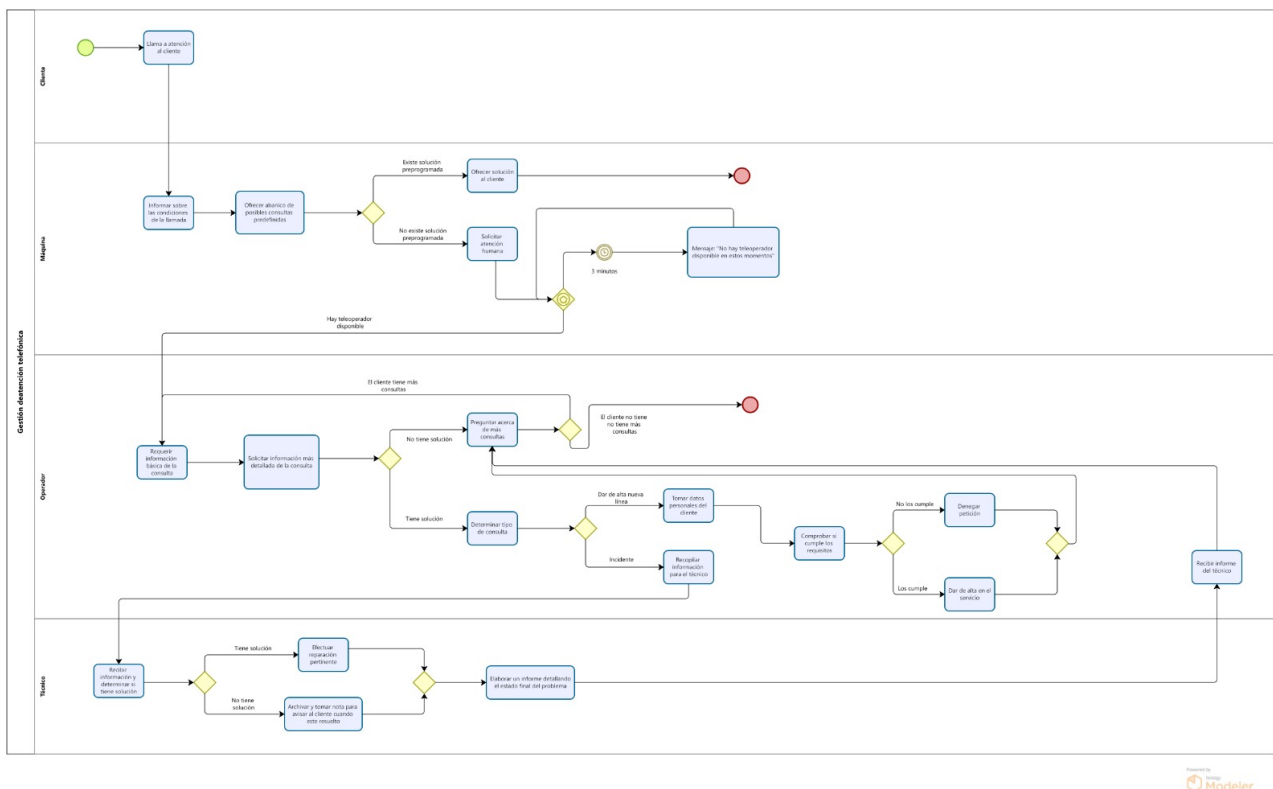 Gestión deatención telefónica
Cliente
Llama a atención
al cliente
Máquina
Informar sobre
las condiciones
de la llamada
Ofrecer abanico de
posibles consultas
predefinidas
Existe solución
preprogramada
Ofrecer solución
al cliente
No existe solución
preprogramada
Solicitar
atención
humana
3 minutos
Mensaje: "No hay teleoperador
disponible en estos momentos"
Hay teleoperador
disponible
Operador
El cliente tiene más
consultas
Requerir
información
básica de la
consulta
Solicitar información más
detallada de la consulta
No tiene solución
Preguntar acerca
de más
consultas
El cliente no tiene
no tiene más
consultas
Tiene solución
Determinar tipo
de consulta
Dar de alta nueva
línea
Tomar datos
personales del
cliente
Incidente
Recopilar
información
para el técnico
Comprobar si
cumple los
requisitos
No los cumple
Denegar
petición
Los cumple
Dar de alta en el
servicio
Recibir informe
del técnico
Técnico
Recibir
información y
determinar si
tiene solución
Tiene solución
Efectuar
reparación
pertinente
No tiene
solución
Archivar y tomar nota para
avisar al cliente cuando
este resuelto
Elaborar un informe detallando
el estado final del problema
Powered by
bizagi
Modeler